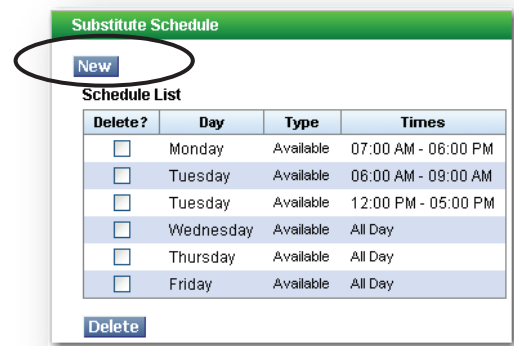 Substitute Schedule
New
Schedule List
Delete? Day Type Times
Monday Available 07:00 AM - 06:00 PM
Tuesday Available 06:00 AM - 09:00 AM
Tuesday Available 12:00 PM - 05:00 PM
Wednesday Available All Day
Thursday Available All Day
Friday Available All Day
Delete